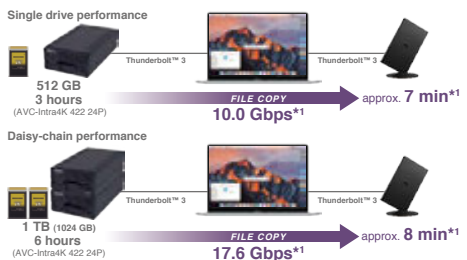 Single drive performance
Thunderbolt™ 3
Thunderbolt™ 3
512 GB
3 hours
(AVC-Intra4K 422 24P)
FILE COPY
10.0 Gbps*1
approx. 7 min*1
Daisy-chain performance
Thunderbolt™ 3
Thunderbolt™ 3
1 TB (1024 GB)
6 hours
(AVC-Intra4K 422 24P)
FILE COPY
17.6 Gbps*1
approx. 8 min*1